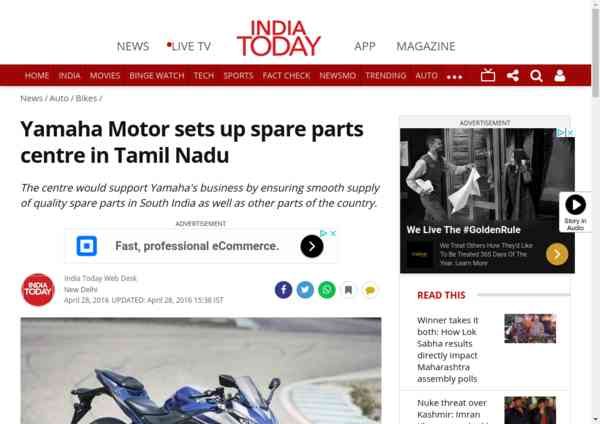 NEWS
LIVE TV
INDIA
TODAY
APP
MAGAZINE
HOME INDIA MOVIES BINGE WATCH TECH SPORTS FACT CHECK NEWSMO TRENDING AUTO
News / Auto / Bikes /
Yamaha Motor sets up spare parts
centre in Tamil Nadu
The centre would support Yamaha's business by ensuring smooth supply
of quality spare parts in South India as well as other parts of the country.
ADVERTISEMENT
Fast, professional eCommerce.
INDIA
TODAY
India Today Web Desk
New Delhi
April 28, 2016 UPDATED: April 28, 2016 15:38 IST
ADVERTISEMENT
We Live The #GoldenRule
We Treat Others How They'd Like
To Be Treated 365 Days Of The
Year. Learn More
Story in
Audio
READ THIS
Winner takes it
both: How Lok
Sabha results
directly impact
Maharashtra
assembly polls
Nuke threat over
Kashmir: Imran